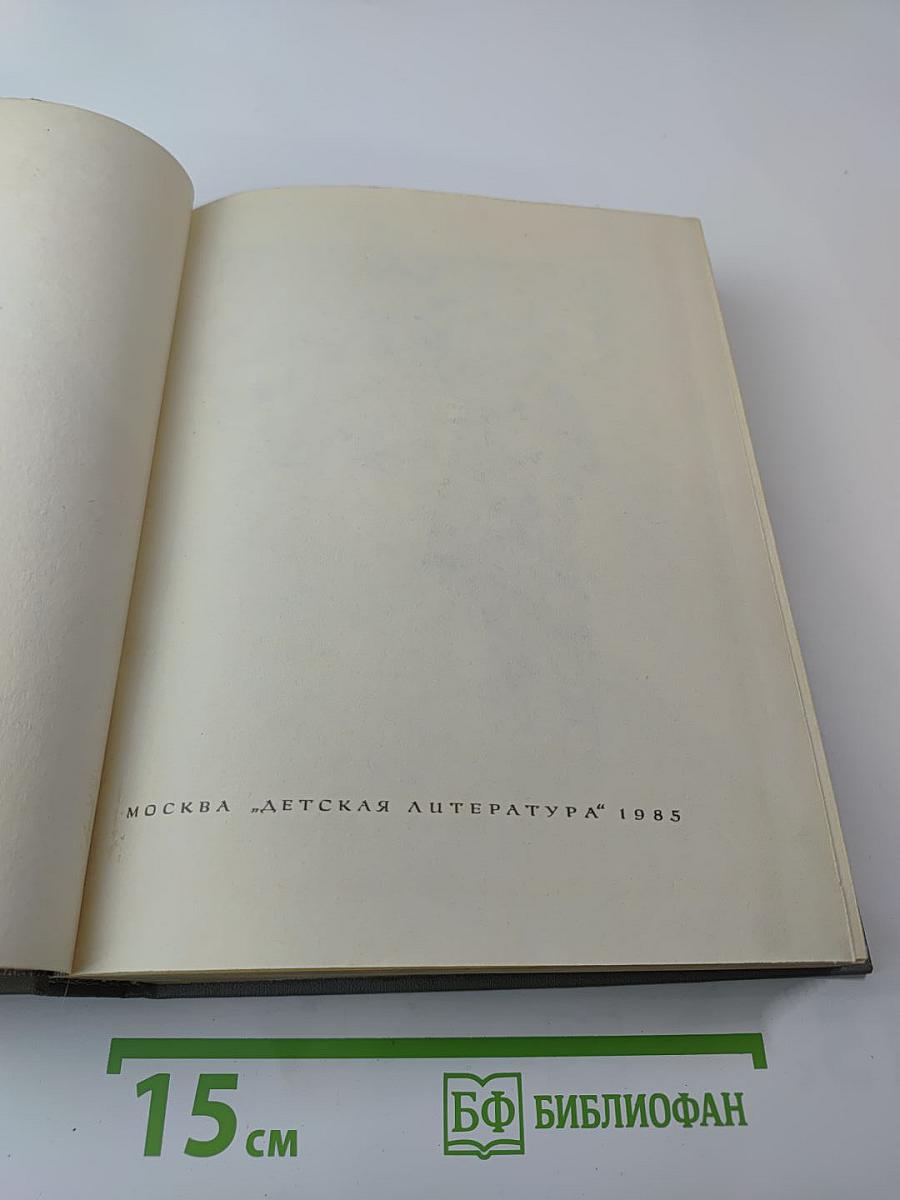 МОСКВА „ДЕТСКАЯ ЛИТЕРАТУРА“ 1985
15 см
БФ БИБЛИОФАН